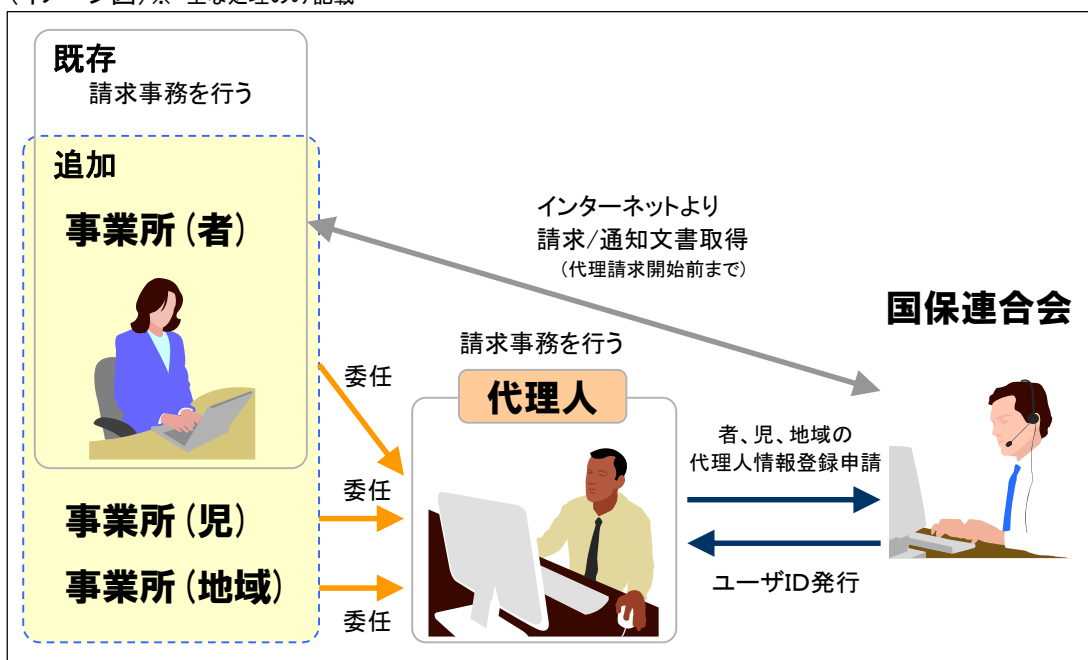 既存
請求事務を行う
追加
事業所(者)
インターネットより
請求/通知文書取得
(代理請求開始前まで)
国保連合会
請求事務を行う
代理人
委任
者、児、地域の
代理人情報登録申請
委任
事業所(児)
事業所(地域)
委任
ユーザID発行